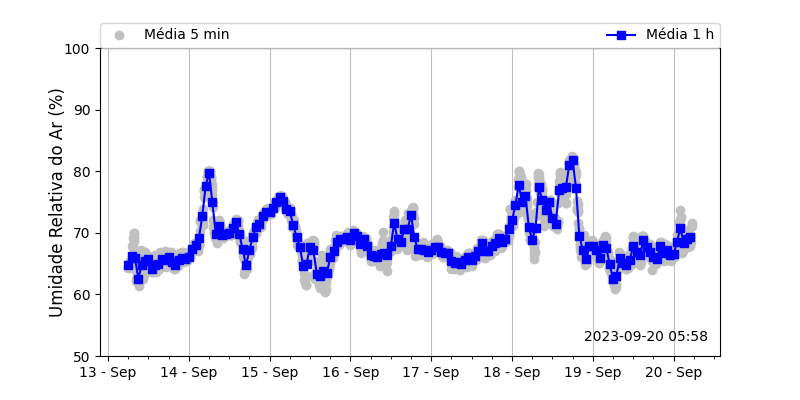 Média 5 min
Média 1 h
Umidade Relativa do Ar (%)
100
90
80
70
60
50
2023-09-20 05:58
13 - Sep
14 - Sep
15 - Sep
16 - Sep
17 - Sep
18 - Sep
19 - Sep
20 - Sep